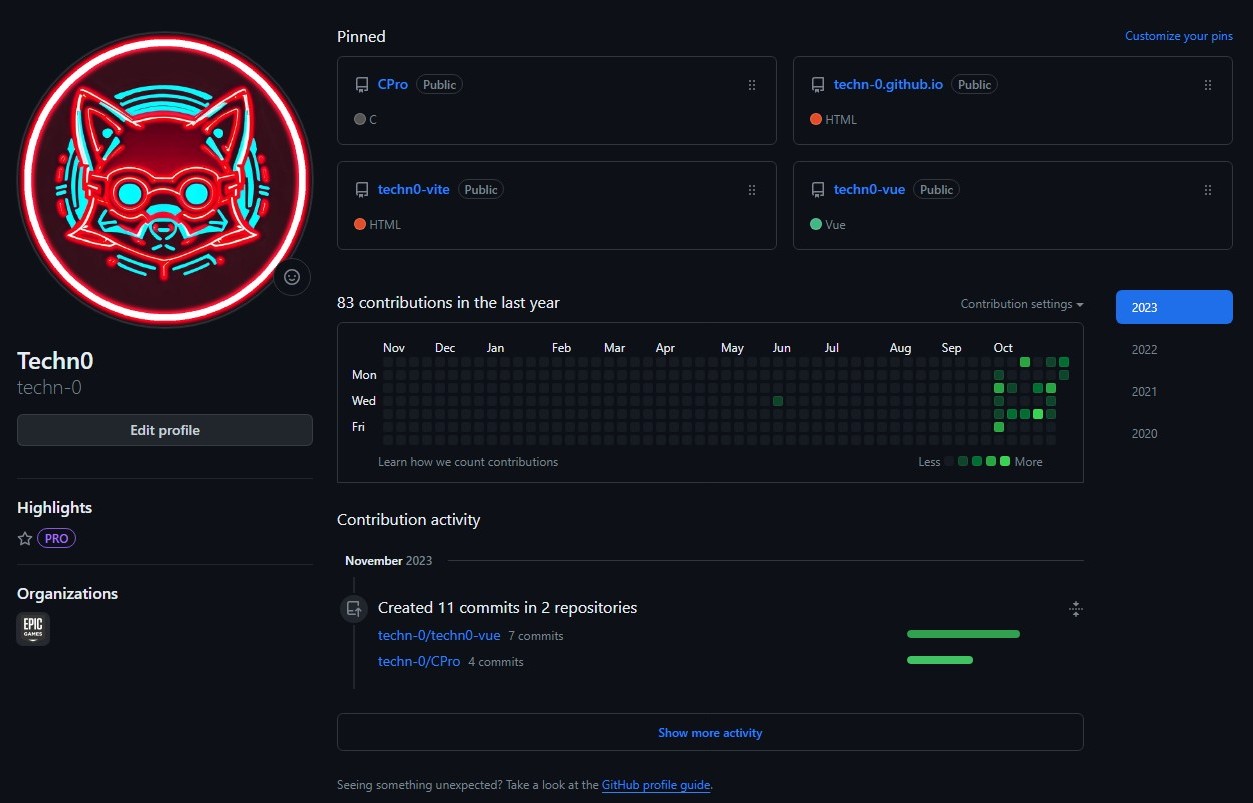 Techn0
techn-0
Edit profile
Highlights
PRO
Organizations
EPIC
GAMES
Pinned
Customize your pins
CPro Public
C
techn-0.github.io Public
HTML
techn0-vite Public
HTML
techn0-vue Public
Vue
83 contributions in the last year
Contribution settings
Nov Dec Jan Feb Mar Apr May Jun Jul Aug Sep Oct
Mon
Wed
Fri
Learn how we count contributions
Less More
2023
2022
2021
2020
Contribution activity
November 2023
Created 11 commits in 2 repositories
techn-0/techn0-vue 7 commits
techn-0/CPro 4 commits
Show more activity
Seeing something unexpected? Take a look at the GitHub profile guide.